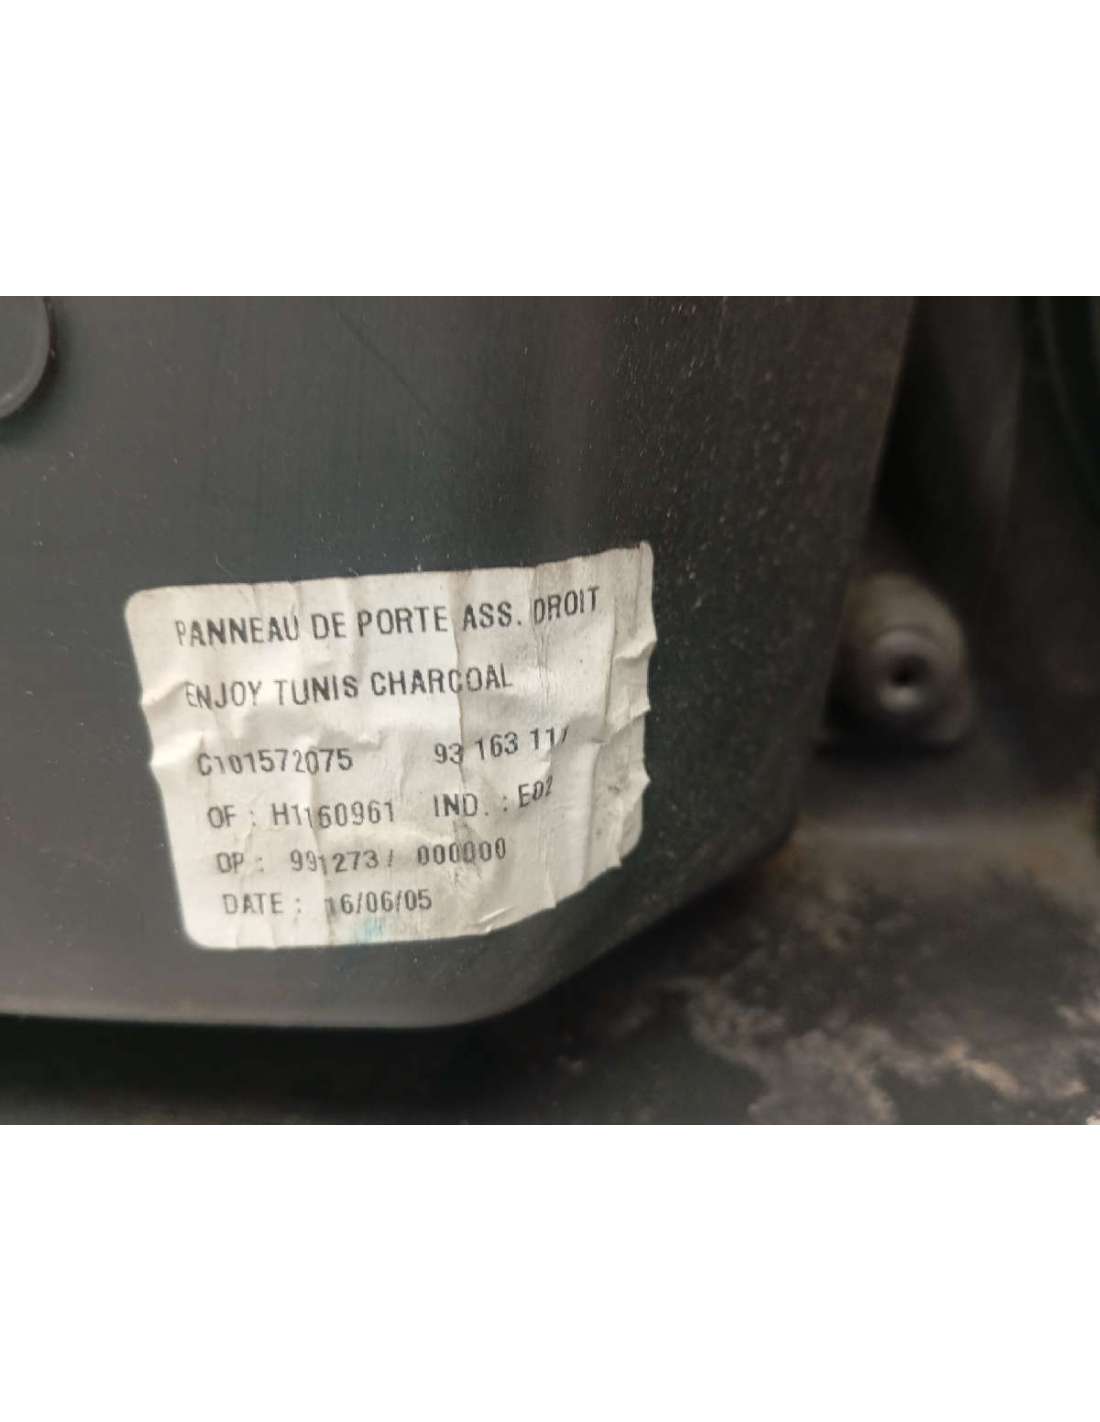 PANNEAU DE PORTE ASS. DROIT
ENJOY TUNIS CHARCOAL
C101572075 93 163
OF : H1160961 IND. : E02
OP : 991273/ 000000
DATE : 16/06/05